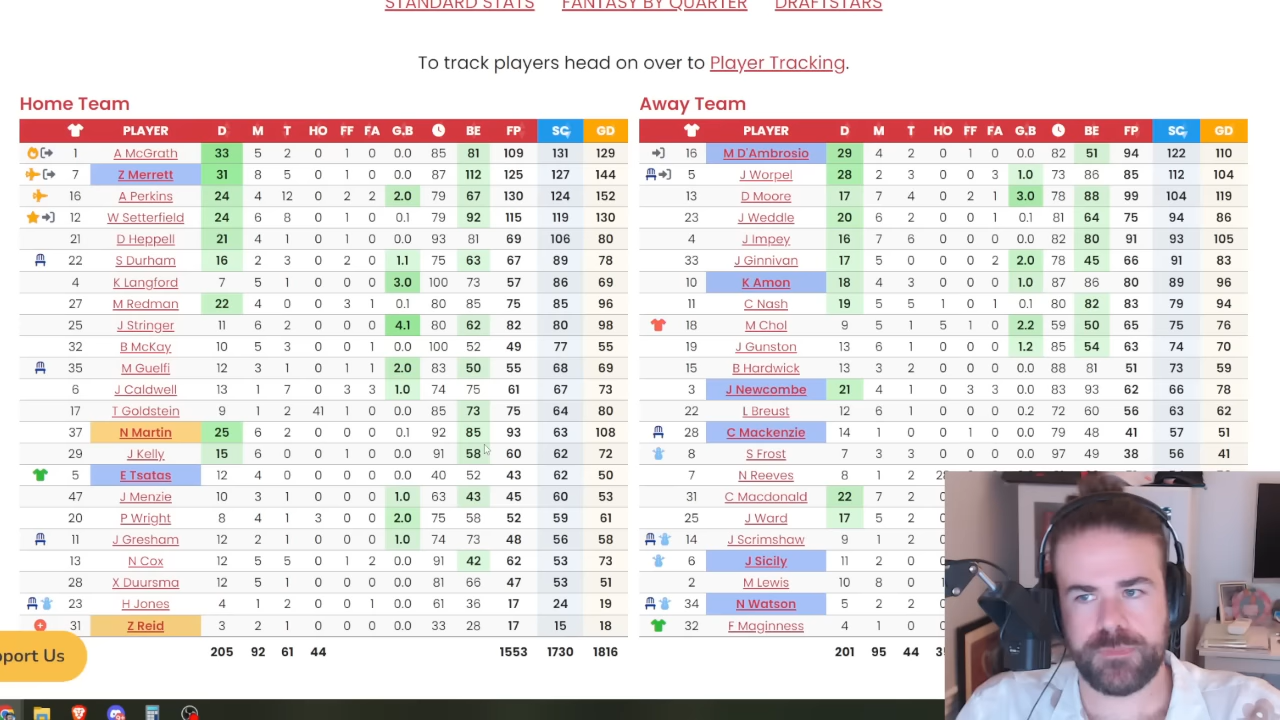 STANDARD STATS FANTASY BY QUARTER DRAFTSTARS
To track players head on over to Player Tracking.
Home Team
PLAYER D M T HO FF FA G.B BE FP SC GD
1 A McGrath 33 5 2 0 1 0 0.0 85 81 109 131 129
7 Z Merrett 31 8 5 0 1 0 0.0 87 112 125 127 144
16 A Perkins 24 4 12 0 2 2 2.0 79 67 130 124 152
12 W Setterfield 24 6 8 0 1 0 0.1 79 92 115 119 130
21 D Heppell 21 4 1 0 1 0 0.0 93 81 69 106 80
22 S Durham 16 2 3 0 2 0 1.1 75 63 67 89 78
4 K Langford 7 5 1 0 0 0 3.0 100 73 57 86 69
27 M Redman 22 4 0 0 3 1 0.1 80 85 75 85 96
25 J Stringer 11 6 2 0 0 0 4.1 80 62 82 80 98
32 B McKay 10 5 3 0 0 1 0.0 100 52 49 77 55
35 M Guelfi 12 3 1 0 1 1 2.0 83 50 55 68 69
6 J Caldwell 13 1 7 0 3 3 1.0 74 75 61 67 73
17 T Goldstein 9 1 2 41 1 0 0.0 85 73 75 64 80
37 N Martin 25 6 2 0 0 0 0.1 92 85 93 63 108
29 J Kelly 15 6 0 0 1 0 0.0 91 58 60 62 72
5 E Tsatas 12 4 0 0 0 0 0.0 40 52 43 62 50
47 J Menzie 10 3 1 0 0 0 1.0 64 43 45 60 53
20 P Wright 8 4 1 3 0 0 2.0 75 58 52 59 61
11 J Gresham 12 2 1 0 0 0 1.0 74 73 48 56 58
13 N Cox 12 5 5 0 1 2 0.0 91 42 62 53 73
28 X Duursma 12 5 1 0 0 0 0.0 81 66 47 53 51
23 H Jones 4 1 2 0 0 1 0.0 61 36 17 24 19
31 Z Reid 3 2 1 0 0 0 0.0 33 28 17 15 18
205 92 61 44 1553 1730 1816
Away Team
PLAYER D M T HO FF FA G.B BE FP SC GD
16 M D'Ambrosio 29 4 2 0 1 0 0.0 82 51 94 122 110
5 J Worpel 28 2 3 0 0 3 1.0 73 86 85 112 104
13 D Moore 17 7 4 0 2 1 3.0 78 88 99 104 119
23 J Weddle 20 6 2 0 0 1 0.1 81 64 75 94 86
4 J Impey 16 7 6 0 0 0 0.0 82 80 91 93 105
33 J Ginnivan 17 5 0 0 0 2 2.0 78 45 66 91 83
10 K Amon 18 4 3 0 0 0 1.0 87 86 80 89 96
11 C Nash 19 5 5 0 1 0 0.1 80 82 83 79 94
18 M Chol 9 5 1 5 1 0 2.2 59 50 65 75 76
19 J Gunston 13 6 1 0 0 0 1.2 85 54 63 74 70
15 B Hardwick 13 3 2 0 0 0 0.0 88 81 51 73 59
3 J Newcombe 21 4 1 0 3 3 0.0 83 93 62 66 78
22 L Breust 12 6 1 0 0 0 0.2 72 60 56 63 62
28 C Mackenzie 14 1 0 0 1 0 0.0 79 48 41 57 51
8 S Frost 7 3 3 0 0 0 0.0 97 49 38 56 41
7 N Reeves 8 1 2
31 C Macdonald 22 7 2
25 J Ward 17 5 2
14 J Scrimshaw 9 1 2
6 J Sicily 11 2 0
2 M Lewis 10 8 0
34 N Watson 5 2 2
32 F Maginness 4 1 0
201 95 44
pport Us